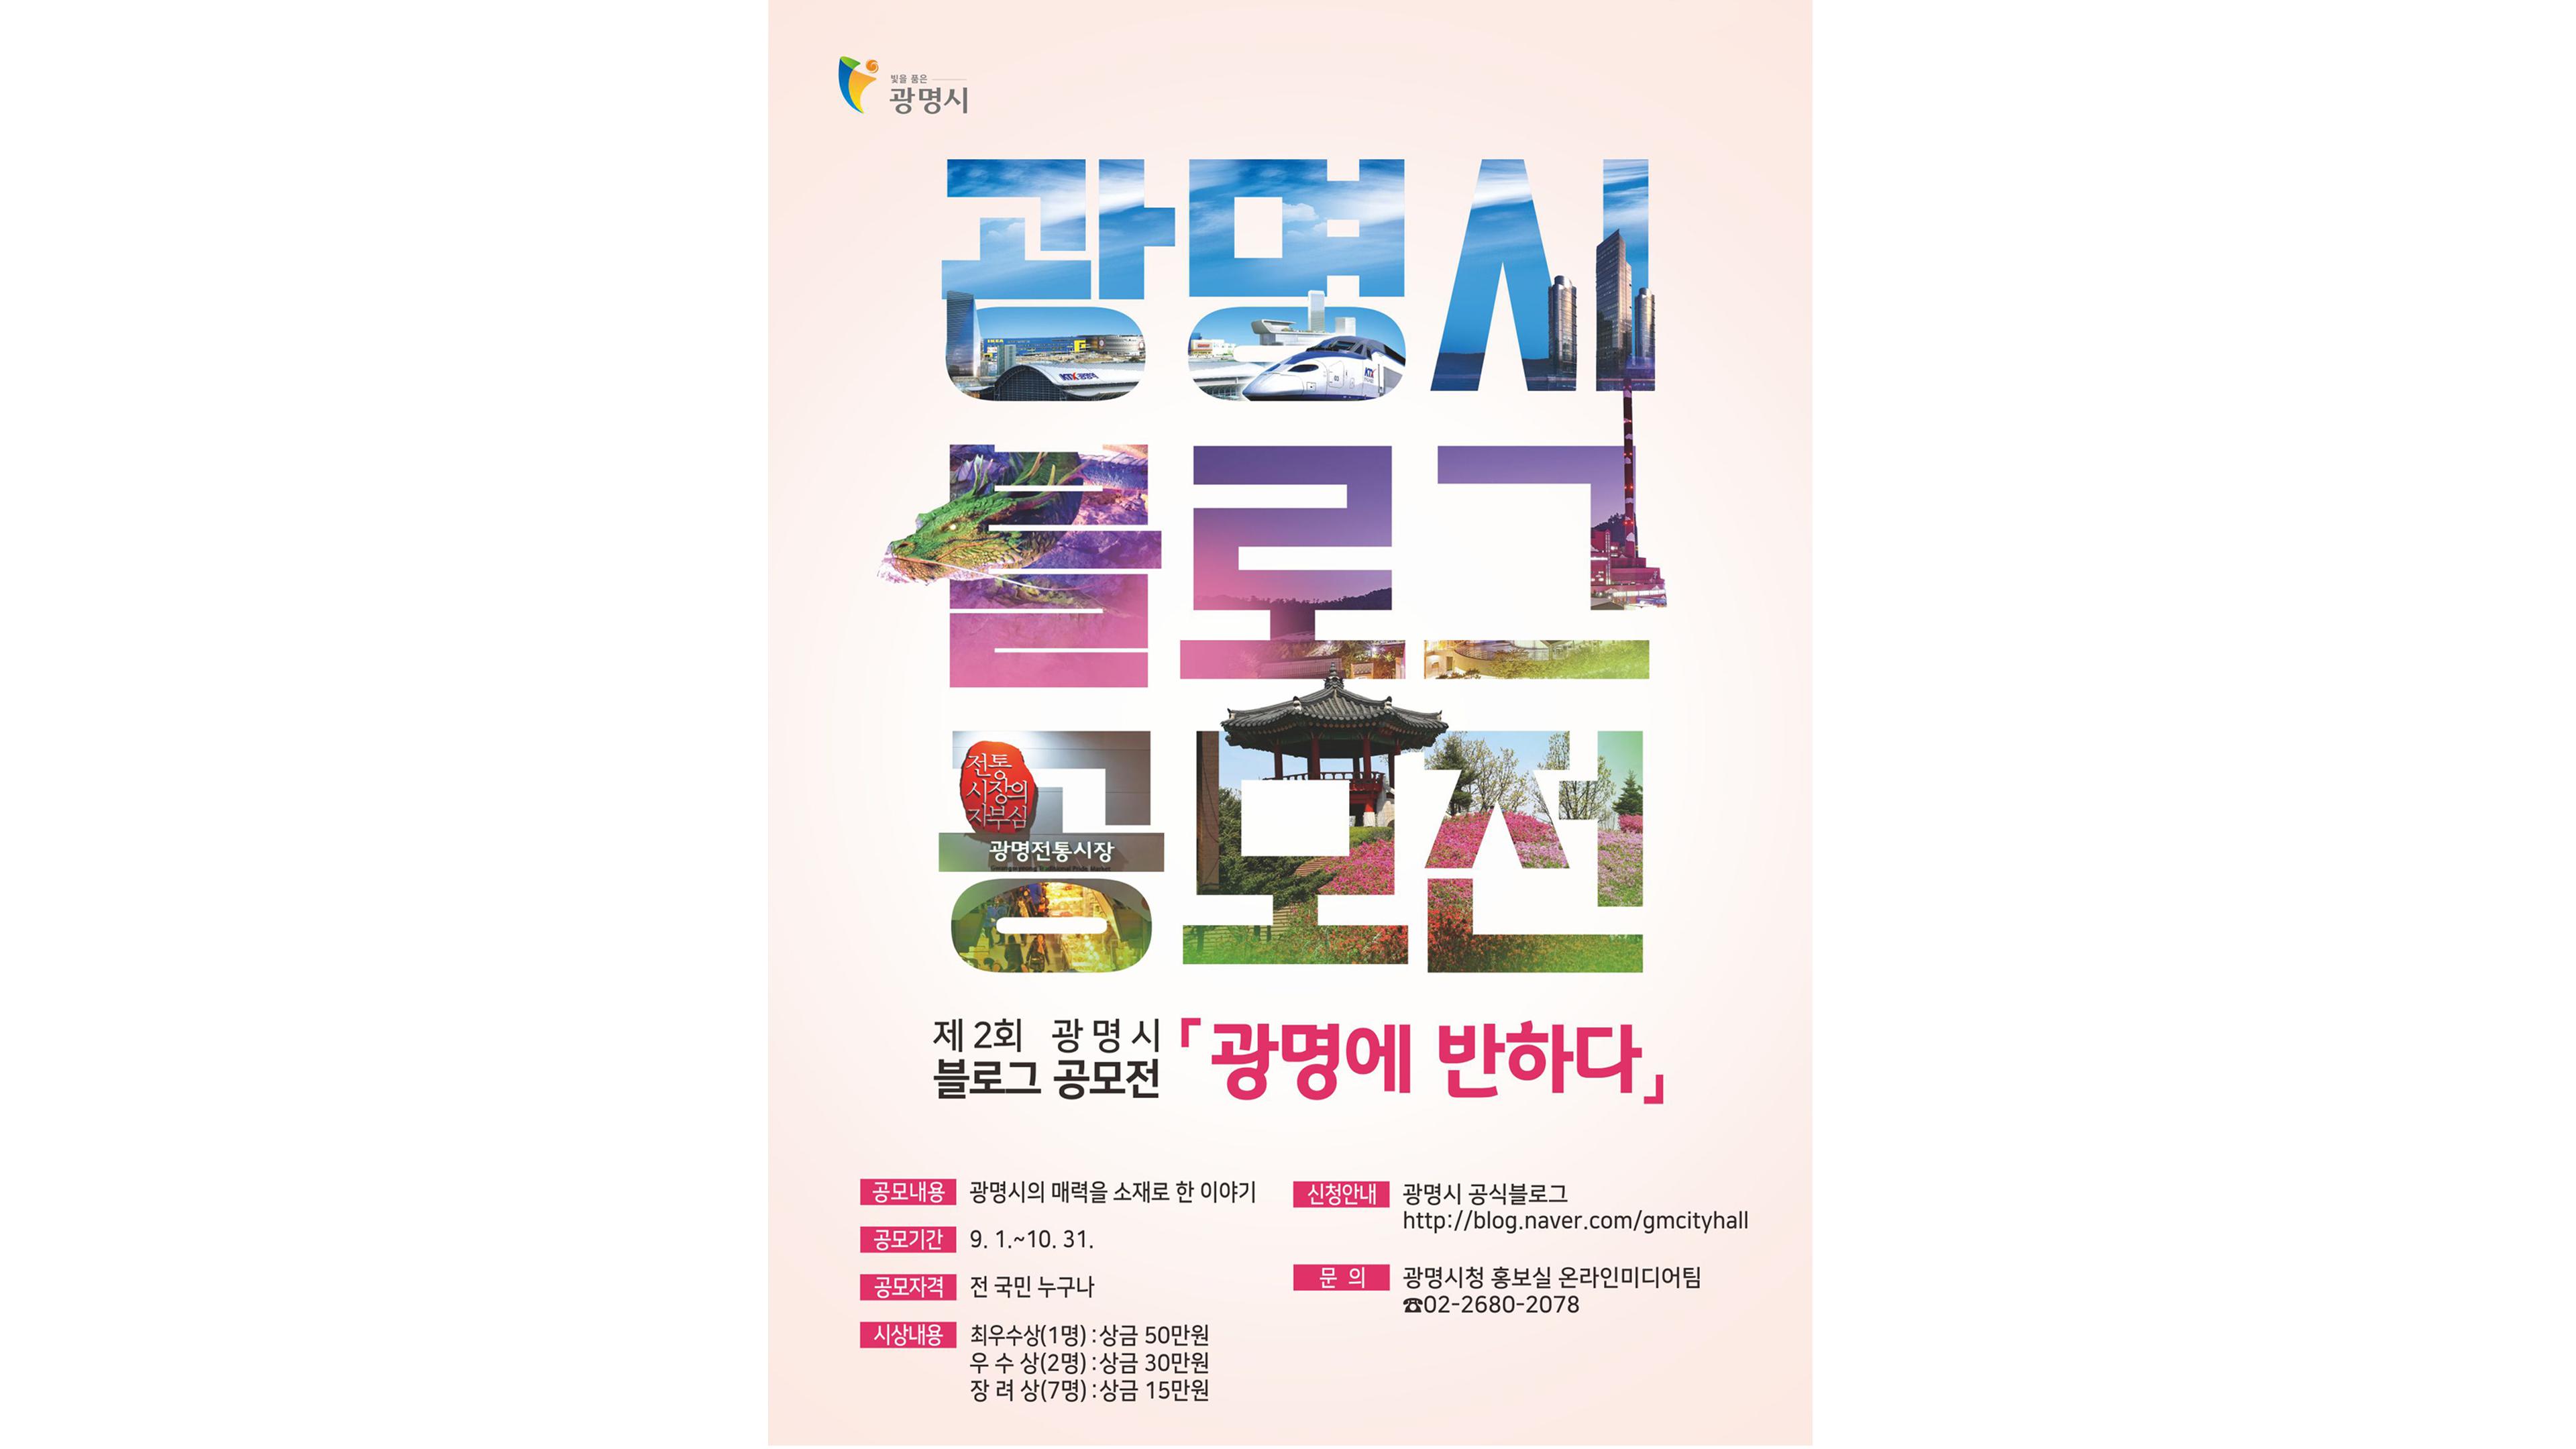 빛을 품은
광명시
광명시
KTX 광명역
KTX
블로그
공모전
전통
시장의
자부심
광명전통시장
제 2회 광 명 시
블로그 공모전
「광명에 반하다」
공모내용 광명시의 매력을 소재로 한 이야기
공모기간 9. 1.~10. 31.
공모자격 전 국민 누구나
시상내용 최우수상(1명) : 상금 50만원
우 수 상(2명) : 상금 30만원
장 려 상(7명) : 상금 15만원
신청안내 광명시 공식블로그
http://blog.naver.com/gmcityhall
문 의 광명시청 홍보실 온라인미디어팀
☎02-2680-2078